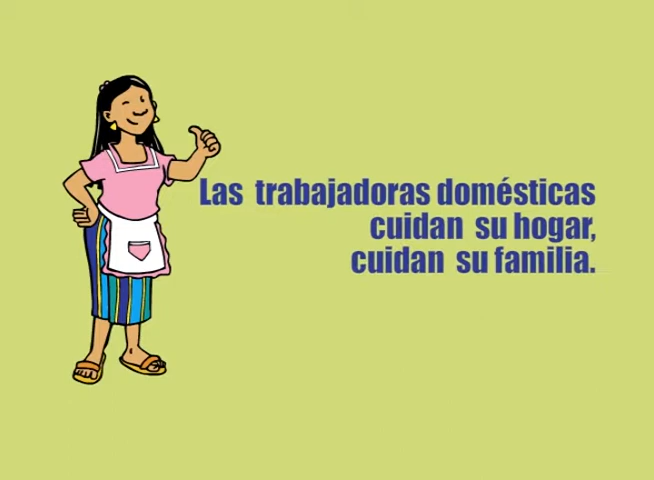 Las trabajadoras domésticas
cuidan su hogar,
cuidan su familia.